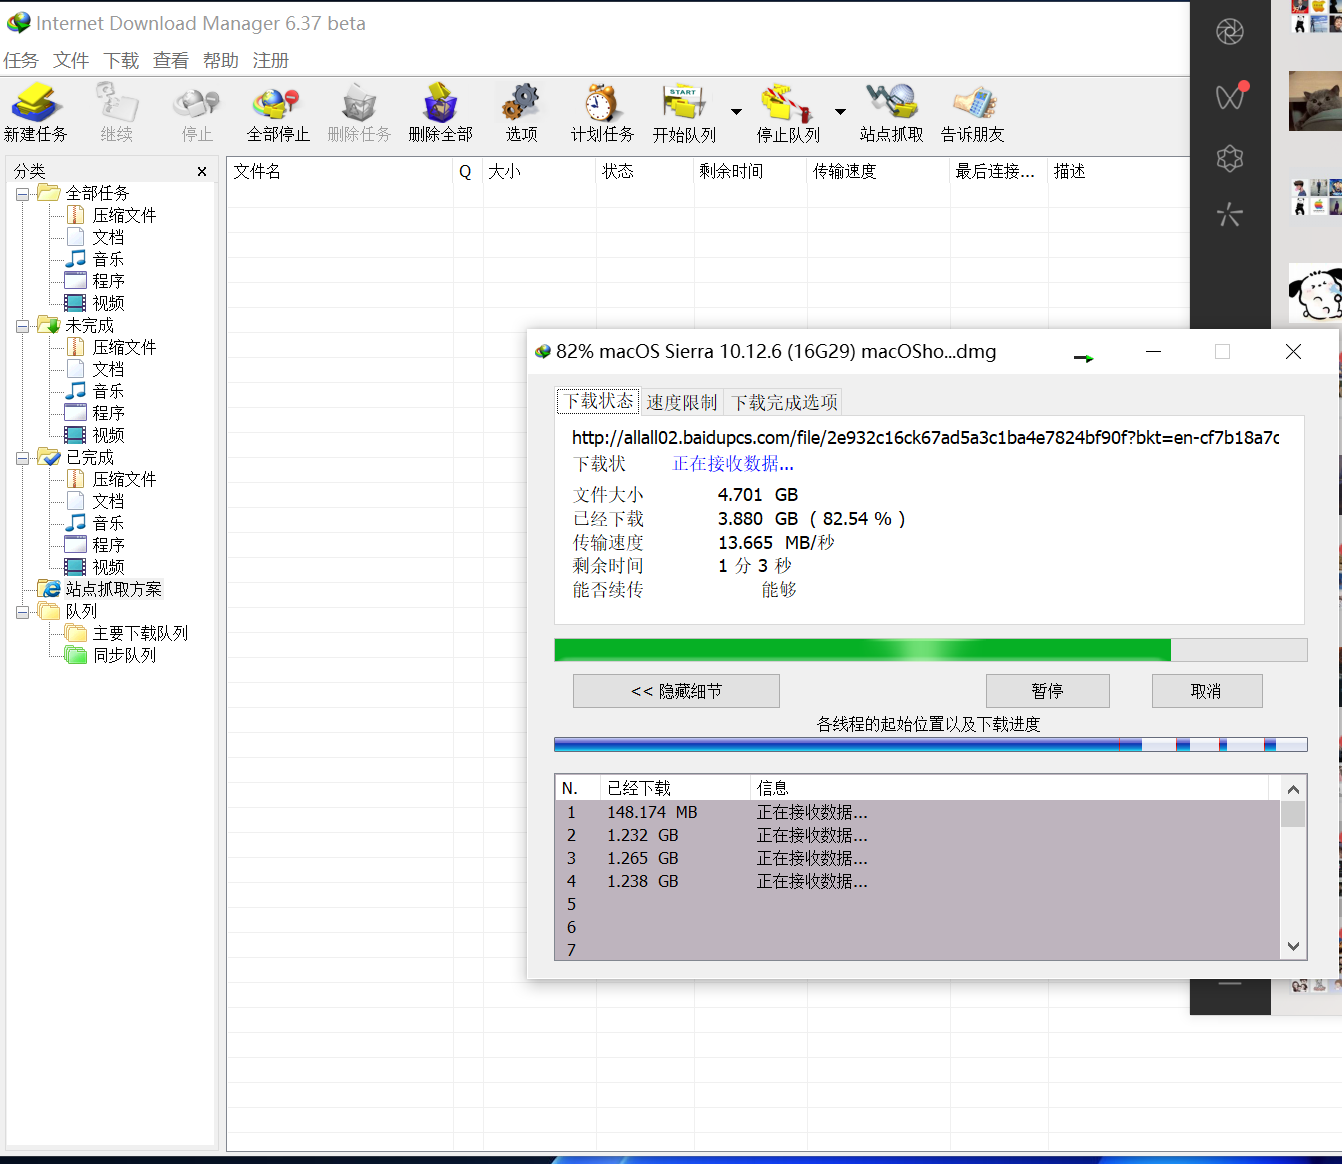 Internet Download Manager 6.37 beta
任务 文件 下载 查看 帮助 注册
START
新建任务 继续 停止 全部停止 删除任务 删除全部 选项 计划任务 开始队列 停止队列 站点抓取 告诉朋友
分类 x
文件名 Q 大小 状态 剩余时间 传输速度 最后连接... 描述
全部任务
压缩文件
文档
音乐
程序
视频
未完成
压缩文件
文档
音乐
程序
视频
已完成
压缩文件
文档
音乐
程序
视频
站点抓取方案
队列
主要下载队列
同步队列
82% macOS Sierra 10.12.6 (16G29) macOSho...dmg
下载状态 速度限制 下载完成选项
http://allall02.baidupcs.com/file/2e932c16ck67ad5a3c1ba4e7824bf90f?bkt=en-cf7b18a7c
下载状 正在接收数据...
文件大小 4.701 GB
已经下载 3.880 GB ( 82.54 % )
传输速度 13.665 MB/秒
剩余时间 1 分 3 秒
能否续传 能够
<< 隐藏细节 暂停 取消
各线程的起始位置以及下载进度
N. 已经下载 信息
1 148.174 MB 正在接收数据...
2 1.232 GB 正在接收数据...
3 1.265 GB 正在接收数据...
4 1.238 GB 正在接收数据...
5
6
7